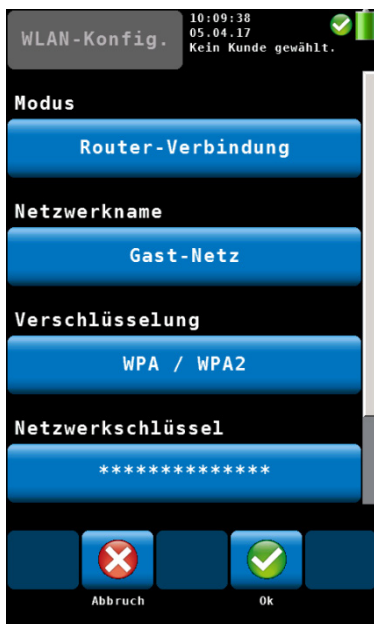 WLAN-Konfig.
10:09:38
05.04.17
Kein Kunde gewählt.
Modus
Router-Verbindung
Netzwerkname
Gast-Netz
Verschlüsselung
WPA / WPA2
Netzwerkschlüssel
**************
Abbruch
Ok